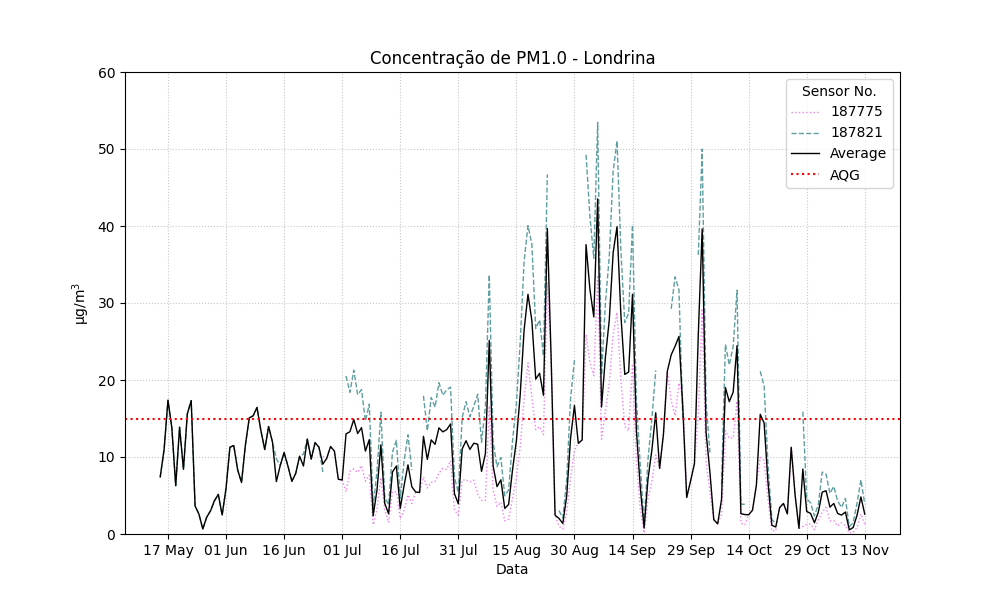 Concentração de PM1.0 - Londrina
Sensor No.
187775
187821
Average
AQG
60
50
40
30
20
10
0
µg/m³
17 May 01 Jun 16 Jun 01 Jul 16 Jul 31 Jul 15 Aug 30 Aug 14 Sep 29 Sep 14 Oct 29 Oct 13 Nov
Data